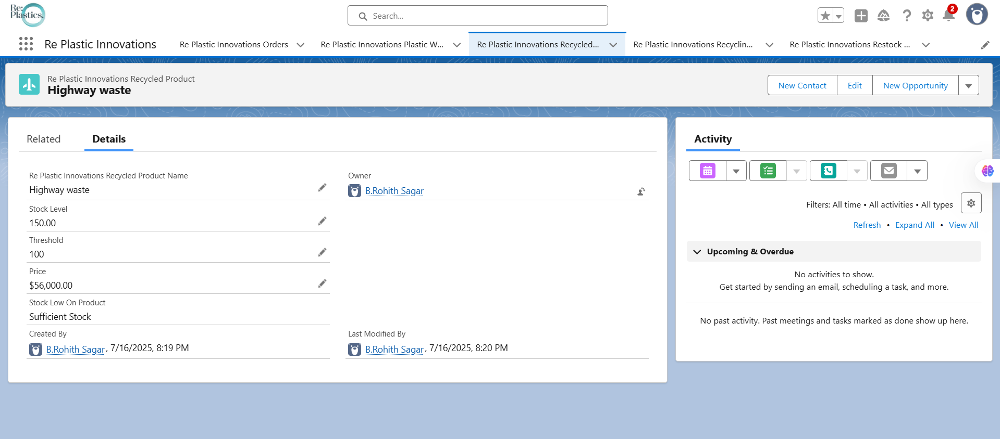 Re:
Plastics.
Search...
2
Re Plastic Innovations
Re Plastic Innovations Orders
Re Plastic Innovations Plastic W...
Re Plastic Innovations Recycled...
Re Plastic Innovations Recyclin...
Re Plastic Innovations Restock ...
Re Plastic Innovations Recycled Product
Highway waste
New Contact
Edit
New Opportunity
Related
Details
Re Plastic Innovations Recycled Product Name
Highway waste
Owner
B.Rohith Sagar
Stock Level
150.00
Threshold
100
Price
$56,000.00
Stock Low On Product
Sufficient Stock
Created By
B.Rohith Sagar, 7/16/2025, 8:19 PM
Last Modified By
B.Rohith Sagar, 7/16/2025, 8:20 PM
Activity
Filters: All time • All activities • All types
Refresh • Expand All • View All
Upcoming & Overdue
No activities to show.
Get started by sending an email, scheduling a task, and more.
No past activity. Past meetings and tasks marked as done show up here.